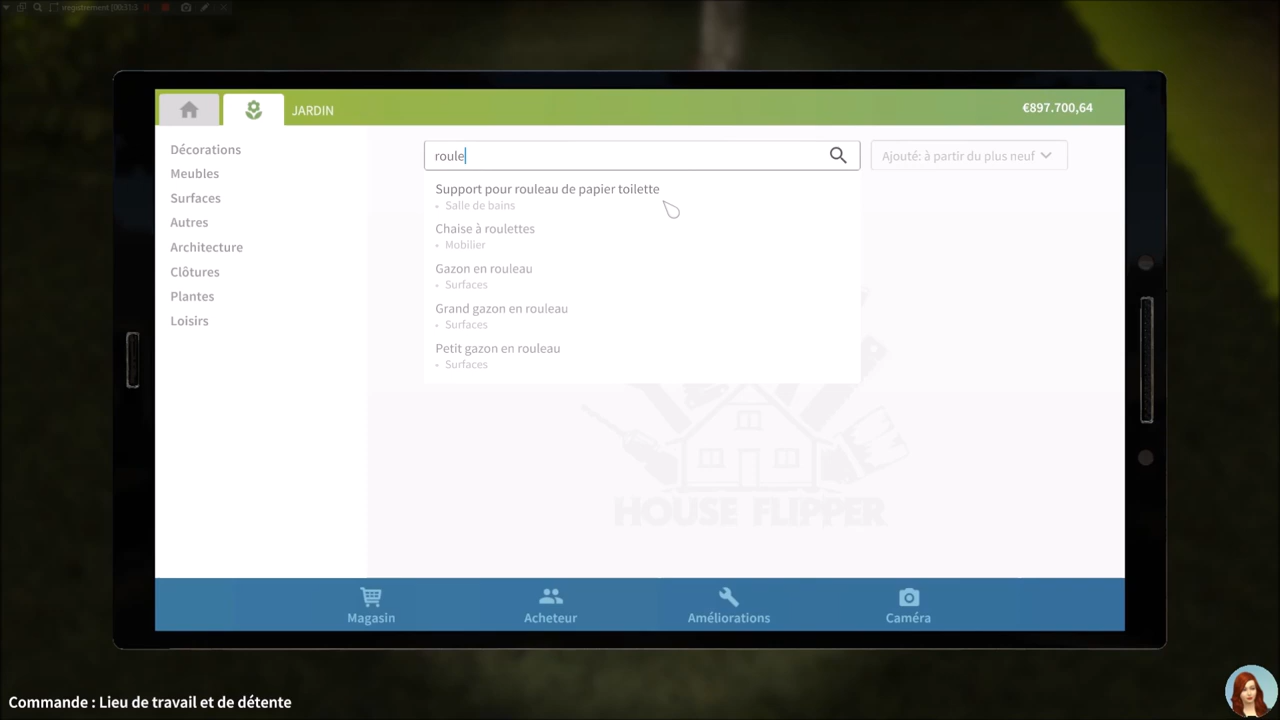 JARDIN
€897.700,64
Décorations
Meubles
Surfaces
Autres
Architecture
Clôtures
Plantes
Loisirs
roule
Ajouté: à partir du plus neuf
Support pour rouleau de papier toilette
• Salle de bains
Chaise à roulettes
• Mobilier
Gazon en rouleau
• Surfaces
Grand gazon en rouleau
• Surfaces
Petit gazon en rouleau
• Surfaces
HOUSE FLIPPER
Magasin
Acheteur
Améliorations
Caméra
Commande : Lieu de travail et de détente